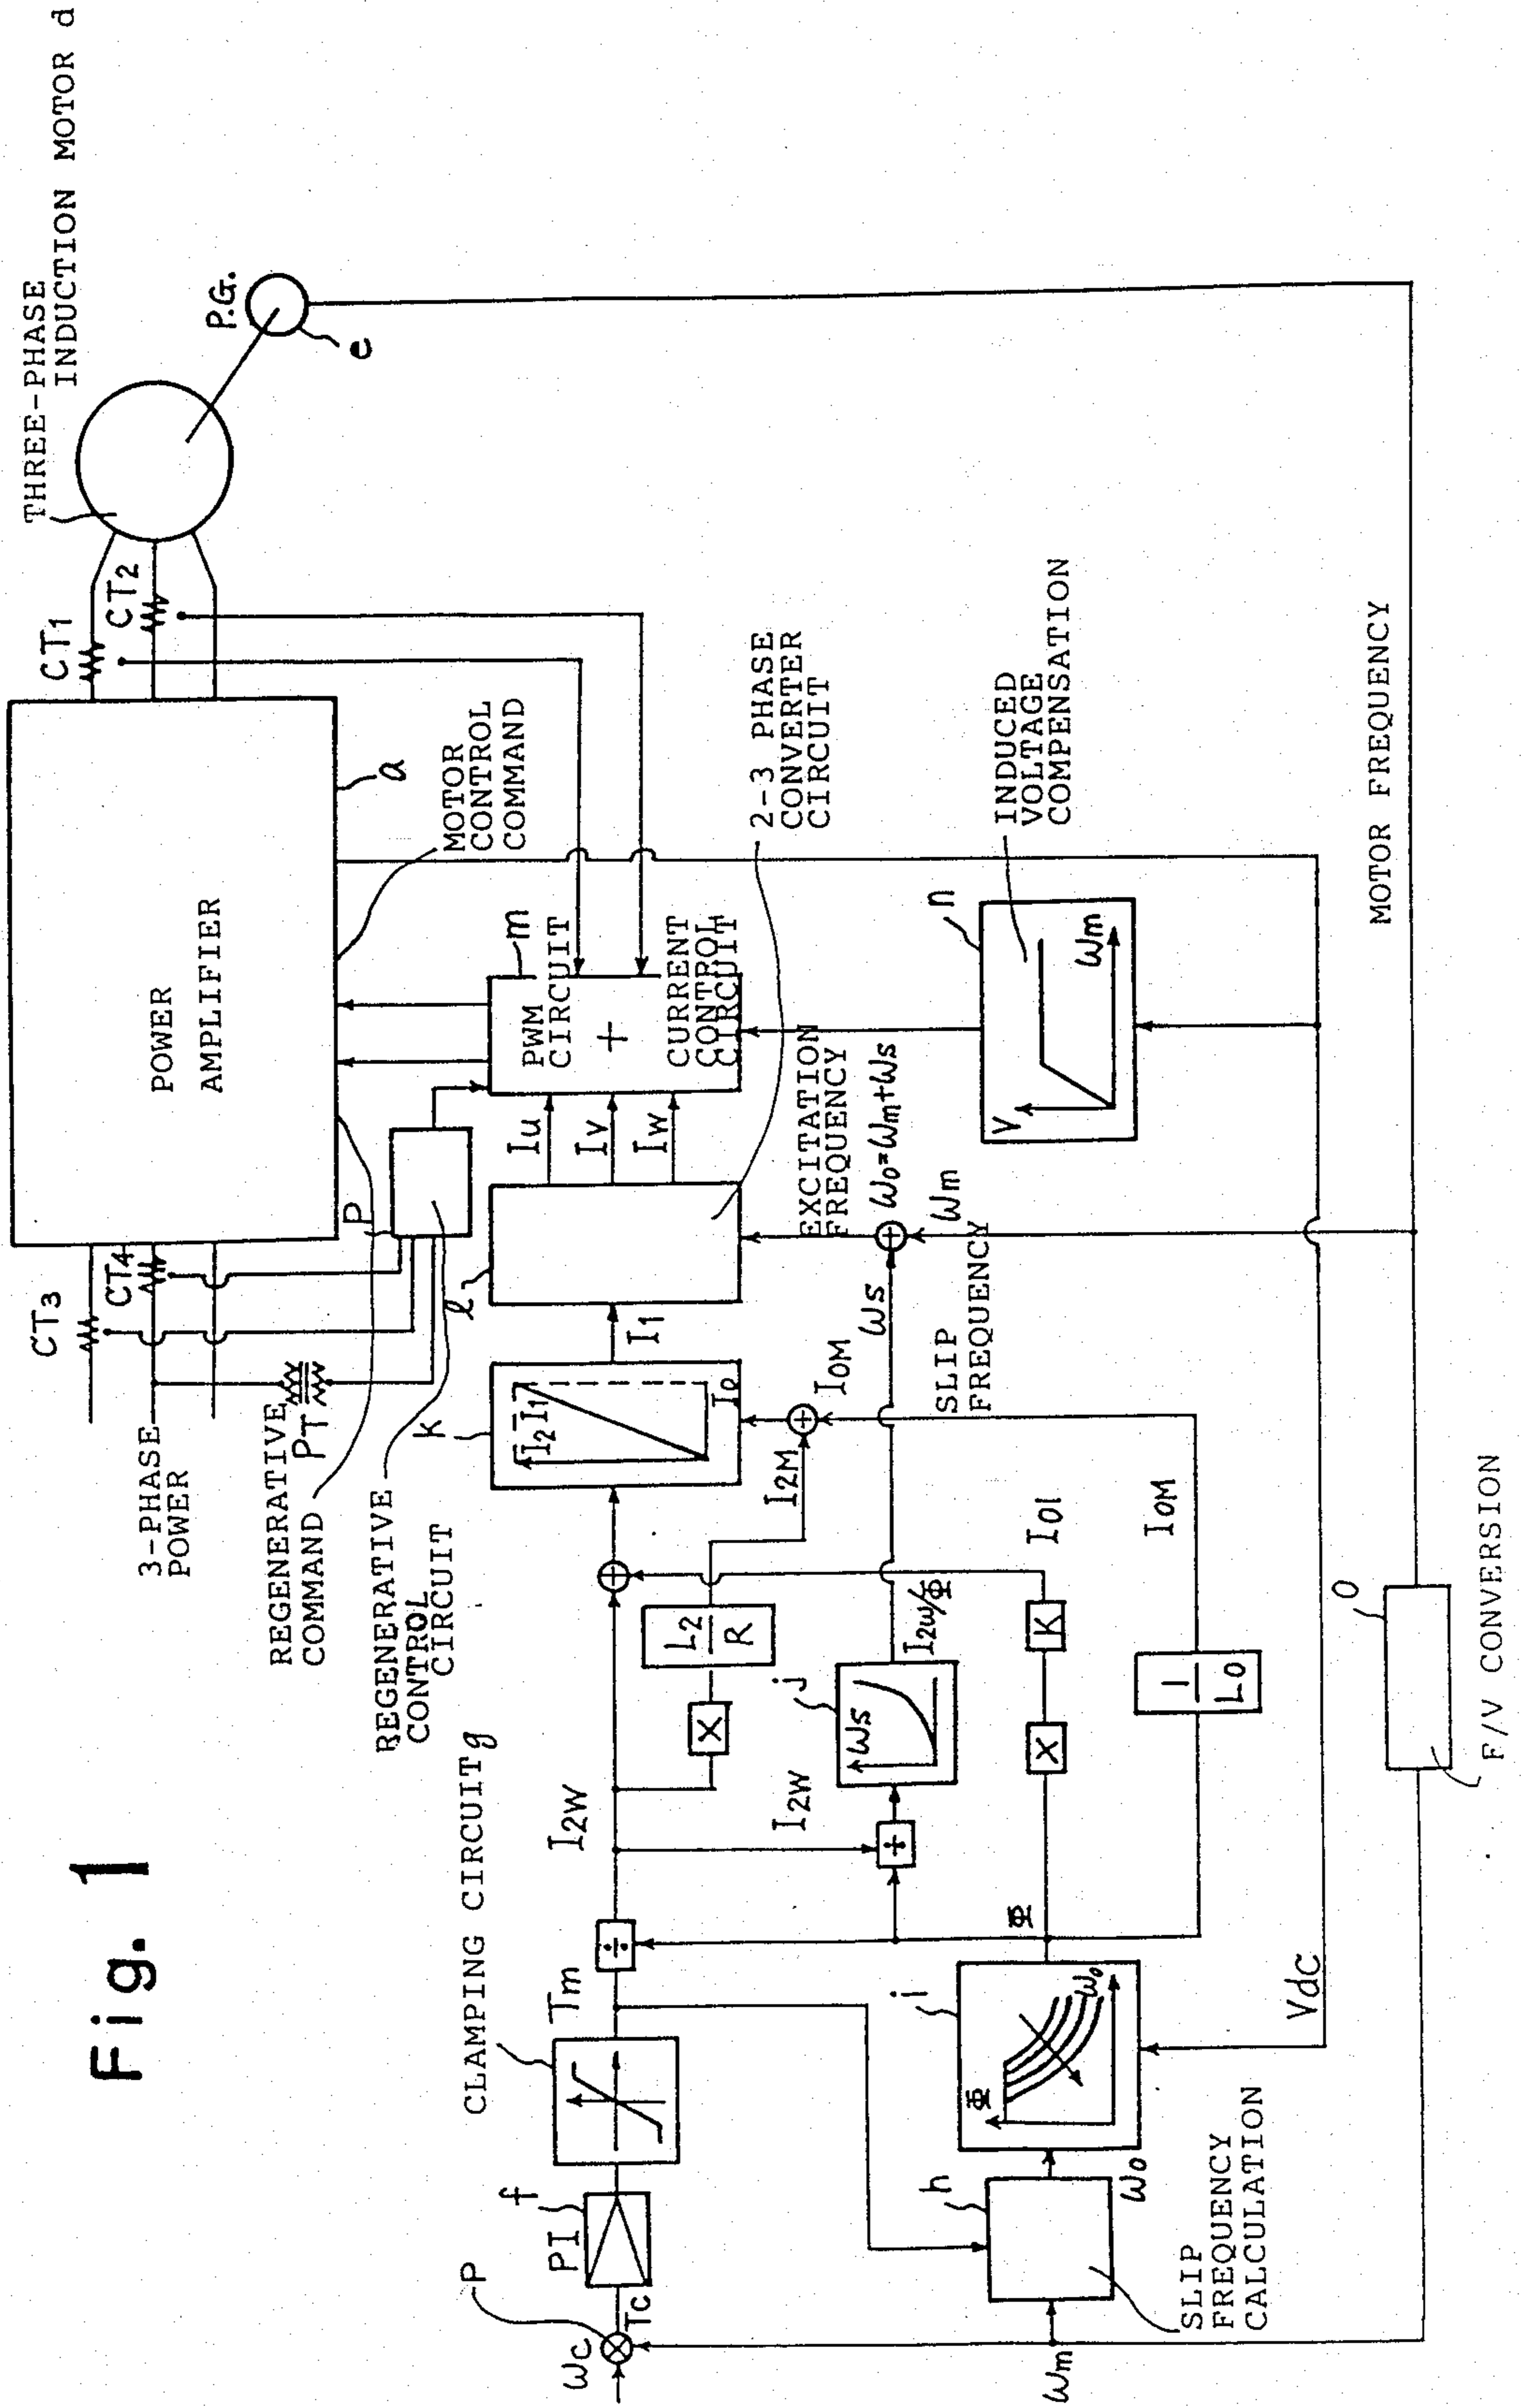 Fig. 1
THREE-PHASE
INDUCTION MOTOR d
P.G.
e
CT1
CT2
POWER
AMPLIFIER
a
MOTOR
CONTROL
COMMAND
CT3
CT4
3-PHASE
POWER
PT
REGENERATIVE
COMMAND
REGENERATIVE
CONTROL
CIRCUIT
P
m
PWM
CIRCUIT
+
CURRENT
CONTROL
CIRCUIT
Iu
Iv
Iw
2-3 PHASE
CONVERTER
CIRCUIT
l
I1
k
I2 I1
Io
I2M
I0M
EXCITATION
FREQUENCY
ωo=ωm+ωs
ωm
ωs
SLIP
FREQUENCY
n
V
ωm
INDUCED
VOLTAGE
COMPENSATION
MOTOR FREQUENCY
CLAMPING CIRCUIT g
Tm
÷
I2W
X
L2
R
I2W
÷
j
ωs
I2W/Φ
X
K
I01
1
L0
I0M
Φ
i
Φ
ωo
Vdc
h
ωo
SLIP
FREQUENCY
CALCULATION
f
PI
P
ωc
Tc
ωm
O
F/V CONVERSION